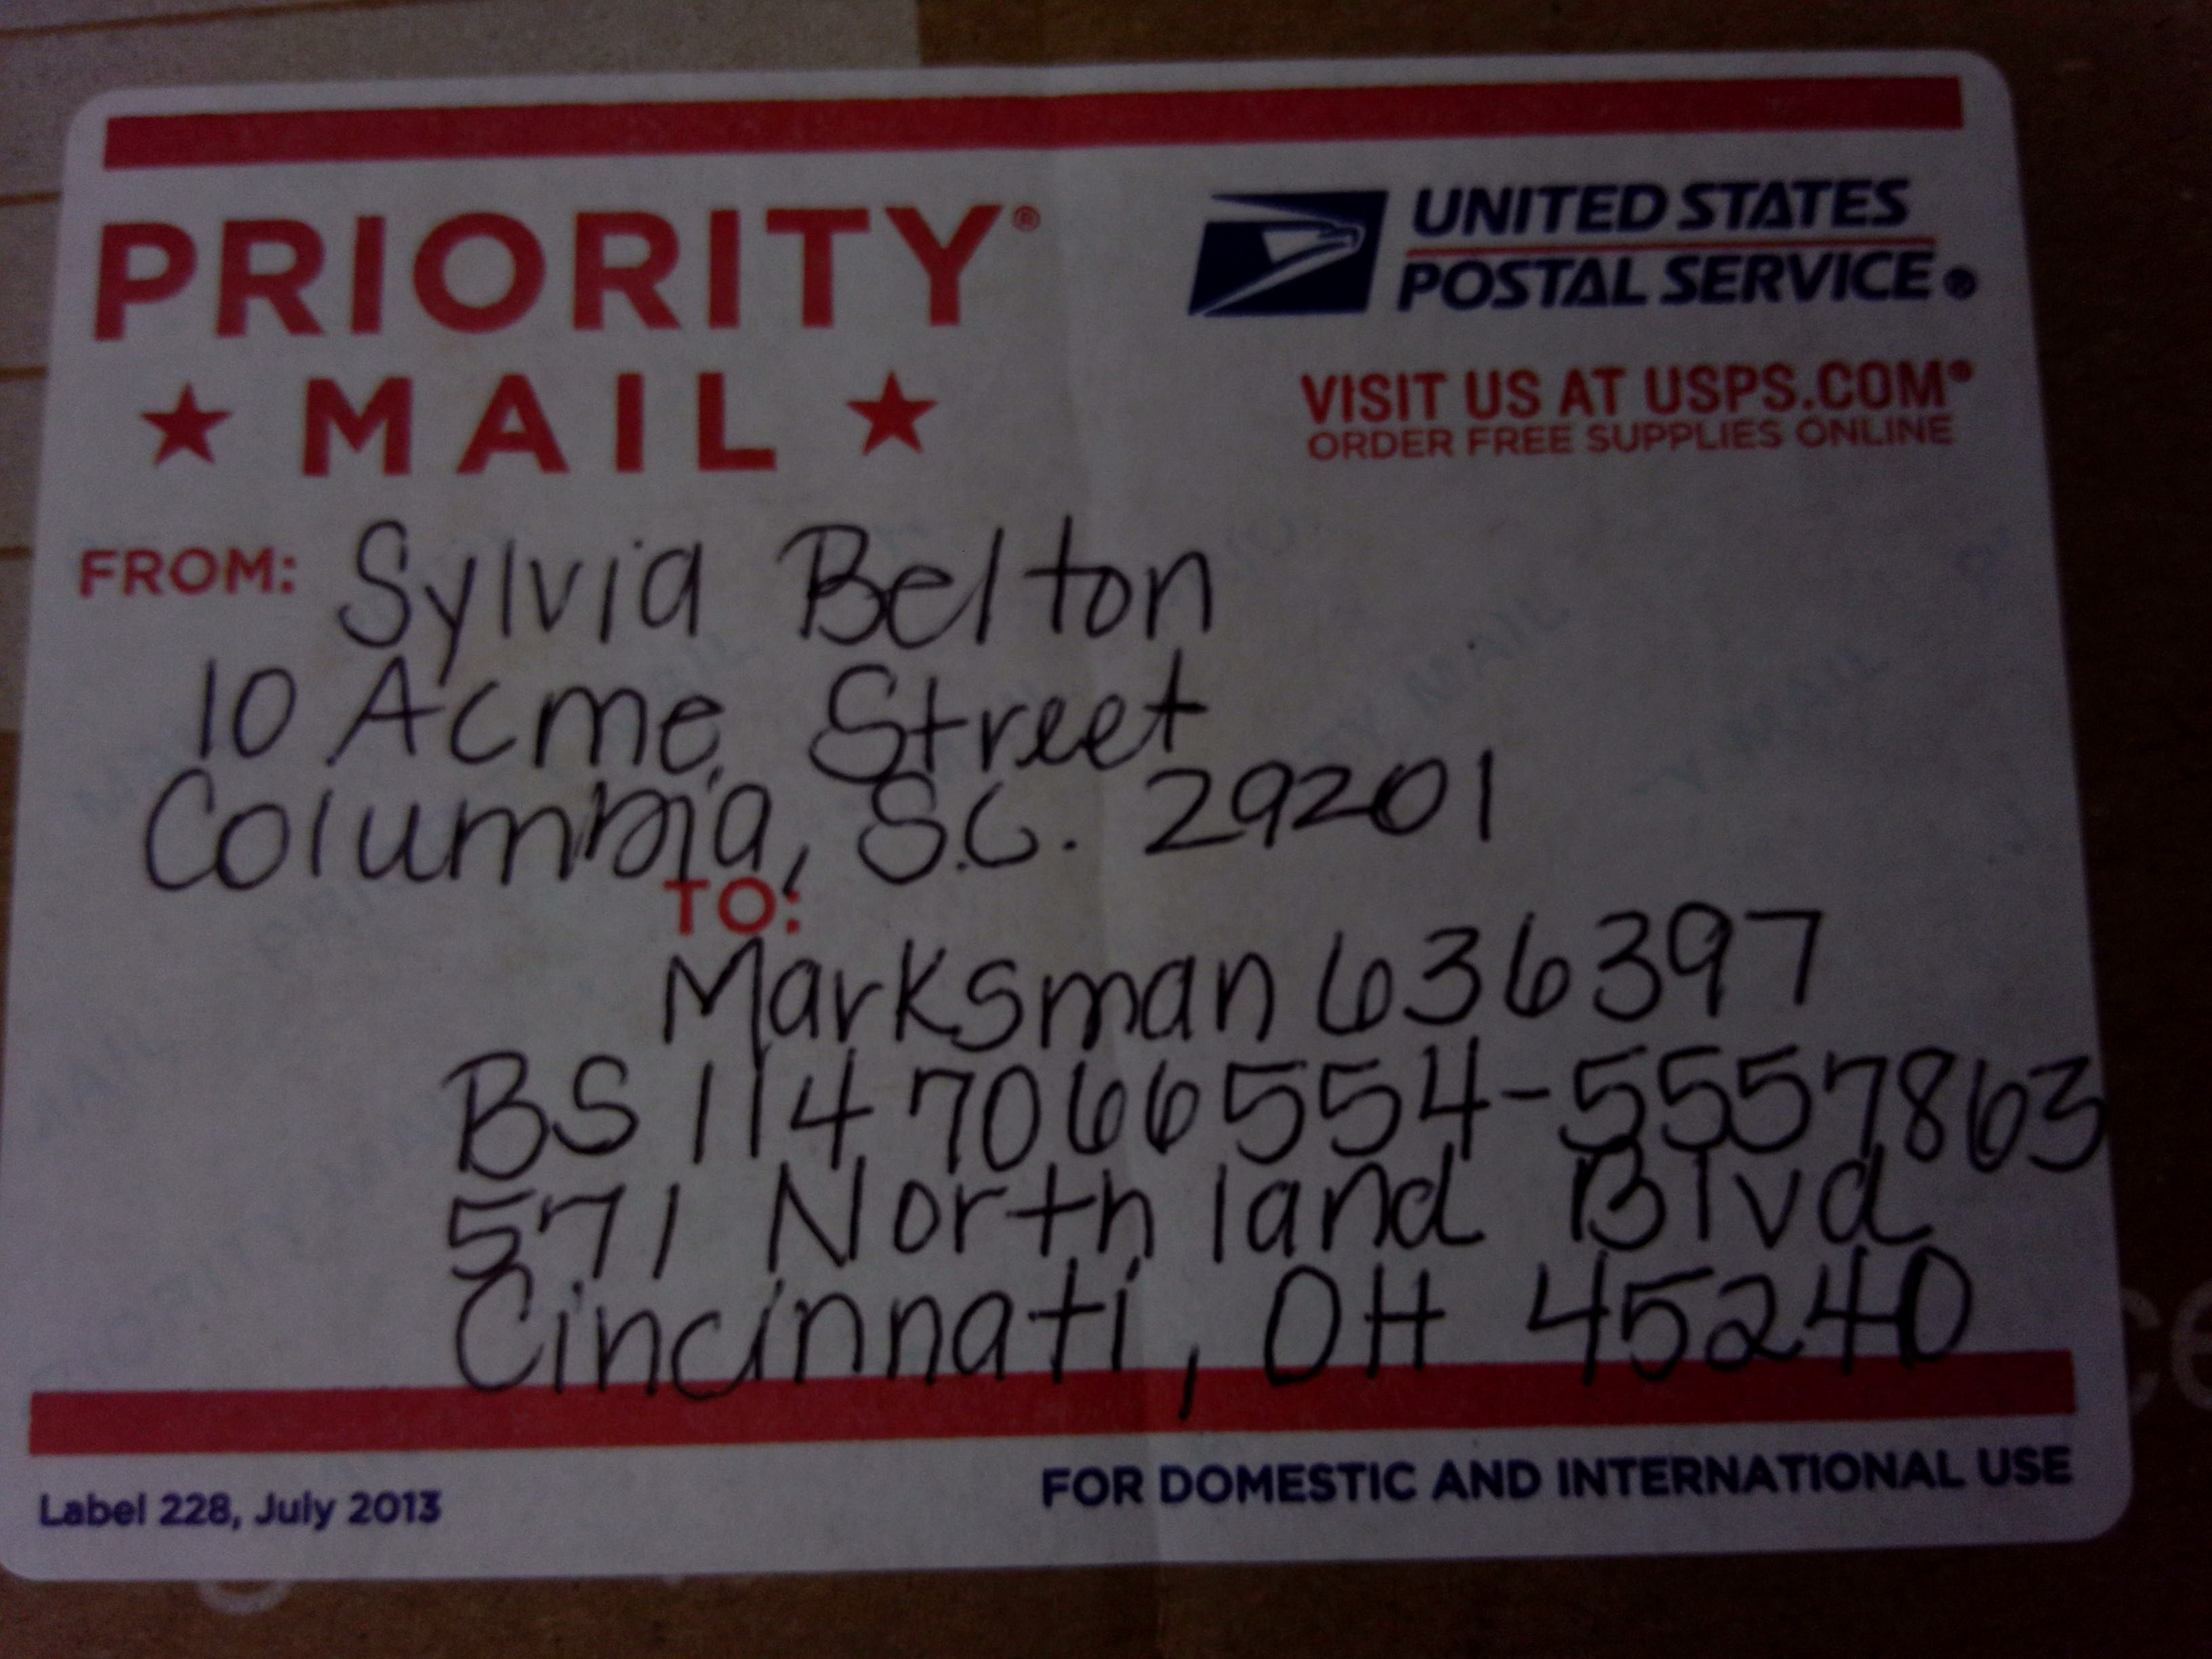 PRIORITY®
★ MAIL ★
UNITED STATES
POSTAL SERVICE®
VISIT US AT USPS.COM®
ORDER FREE SUPPLIES ONLINE
FROM: Sylvia Belton
10 Acme Street
Columbia, S.C. 29201
TO:
Marksman 636397
BS 1147066554-5557863
571 Northland Blvd
Cincinnati, OH 45240
Label 228, July 2013
FOR DOMESTIC AND INTERNATIONAL USE